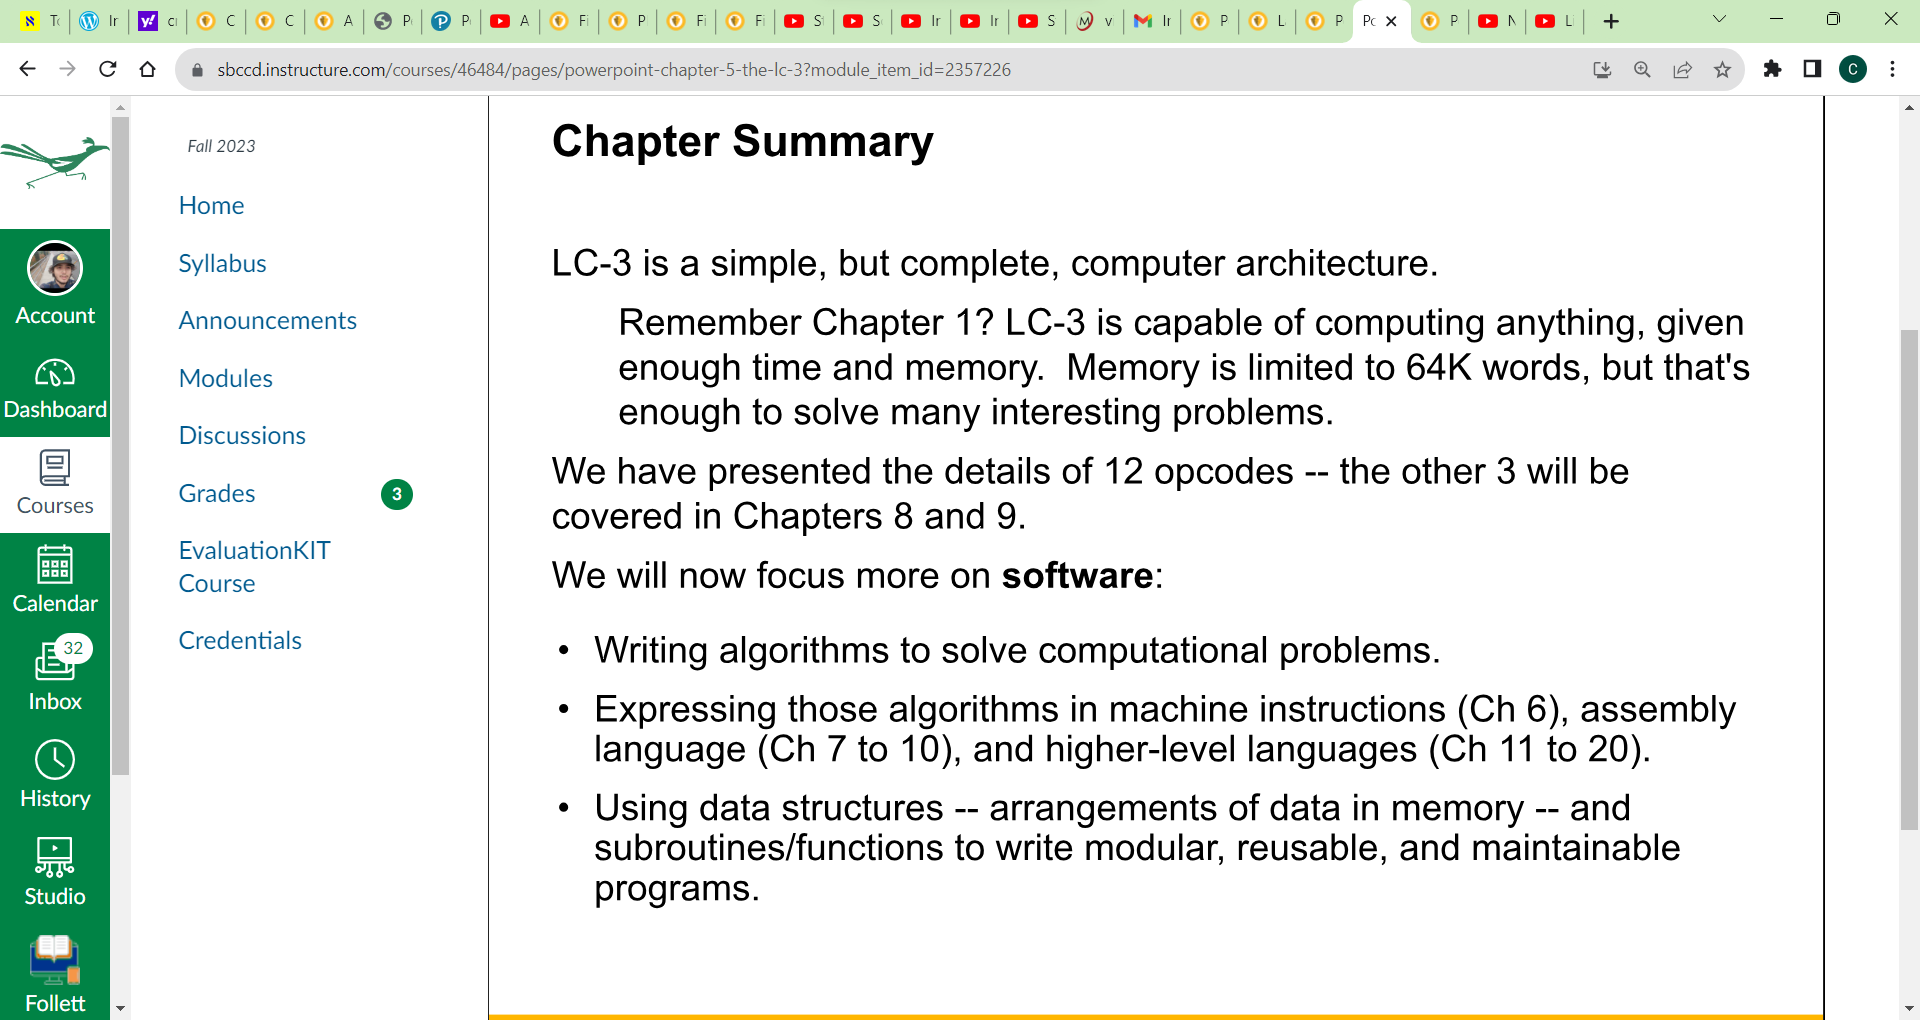 sbccd.instructure.com/courses/46484/pages/powerpoint-chapter-5-the-lc-3?module_item_id=2357226
C
Account
Dashboard
Courses
Calendar
32
Inbox
History
Studio
Follett
Fall 2023
Home
Syllabus
Announcements
Modules
Discussions
Grades 3
EvaluationKIT
Course
Credentials
Chapter Summary
LC-3 is a simple, but complete, computer architecture.
Remember Chapter 1? LC-3 is capable of computing anything, given
enough time and memory.  Memory is limited to 64K words, but that's
enough to solve many interesting problems.
We have presented the details of 12 opcodes -- the other 3 will be
covered in Chapters 8 and 9.
We will now focus more on software:
• Writing algorithms to solve computational problems.
• Expressing those algorithms in machine instructions (Ch 6), assembly
language (Ch 7 to 10), and higher-level languages (Ch 11 to 20).
• Using data structures -- arrangements of data in memory -- and
subroutines/functions to write modular, reusable, and maintainable
programs.